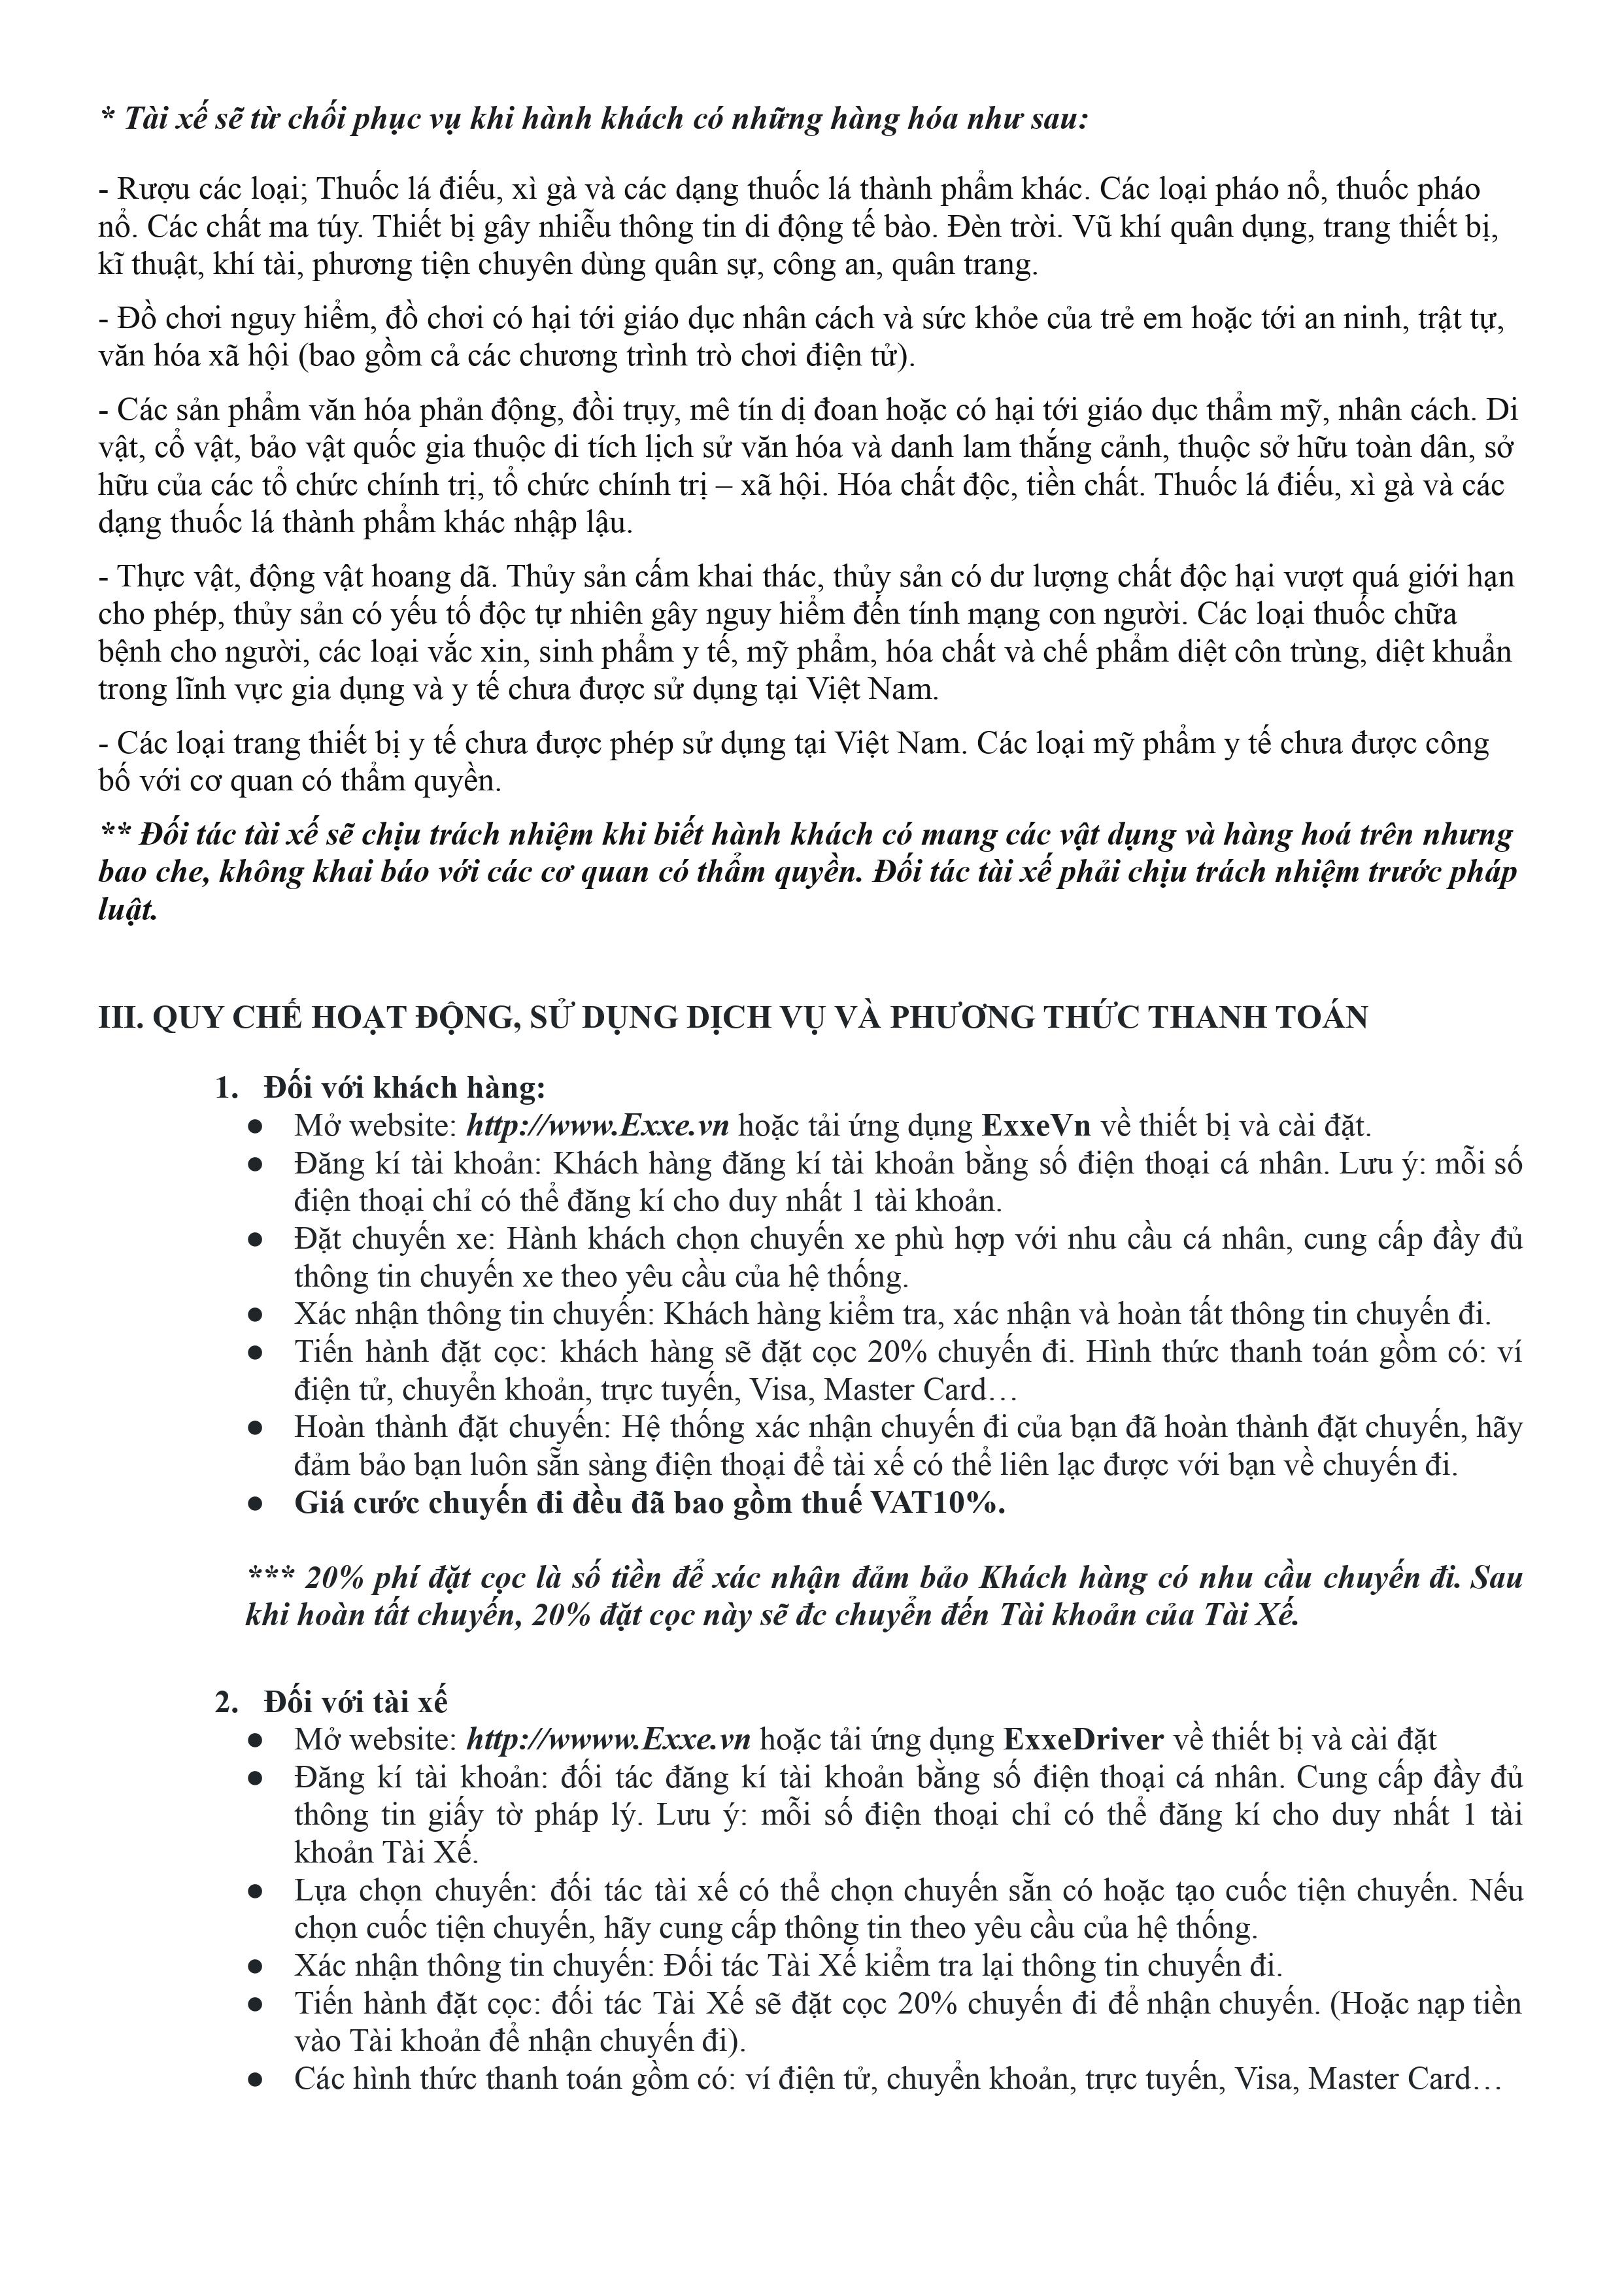 * Tài xế sẽ từ chối phục vụ khi hành khách có những hàng hóa như sau:
- Rượu các loại; Thuốc lá điếu, xì gà và các dạng thuốc lá thành phẩm khác. Các loại pháo nổ, thuốc pháo
nổ. Các chất ma túy. Thiết bị gây nhiễu thông tin di động tế bào. Đèn trời. Vũ khí quân dụng, trang thiết bị,
kĩ thuật, khí tài, phương tiện chuyên dùng quân sự, công an, quân trang.
- Đồ chơi nguy hiểm, đồ chơi có hại tới giáo dục nhân cách và sức khỏe của trẻ em hoặc tới an ninh, trật tự,
văn hóa xã hội (bao gồm cả các chương trình trò chơi điện tử).
- Các sản phẩm văn hóa phản động, đồi trụy, mê tín dị đoan hoặc có hại tới giáo dục thẩm mỹ, nhân cách. Di
vật, cổ vật, bảo vật quốc gia thuộc di tích lịch sử văn hóa và danh lam thắng cảnh, thuộc sở hữu toàn dân, sở
hữu của các tổ chức chính trị, tổ chức chính trị – xã hội. Hóa chất độc, tiền chất. Thuốc lá điếu, xì gà và các
dạng thuốc lá thành phẩm khác nhập lậu.
- Thực vật, động vật hoang dã. Thủy sản cấm khai thác, thủy sản có dư lượng chất độc hại vượt quá giới hạn
cho phép, thủy sản có yếu tố độc tự nhiên gây nguy hiểm đến tính mạng con người. Các loại thuốc chữa
bệnh cho người, các loại vắc xin, sinh phẩm y tế, mỹ phẩm, hóa chất và chế phẩm diệt côn trùng, diệt khuẩn
trong lĩnh vực gia dụng và y tế chưa được sử dụng tại Việt Nam.
- Các loại trang thiết bị y tế chưa được phép sử dụng tại Việt Nam. Các loại mỹ phẩm y tế chưa được công
bố với cơ quan có thẩm quyền.
** Đối tác tài xế sẽ chịu trách nhiệm khi biết hành khách có mang các vật dụng và hàng hoá trên nhưng
bao che, không khai báo với các cơ quan có thẩm quyền. Đối tác tài xế phải chịu trách nhiệm trước pháp
luật.
III. QUY CHẾ HOẠT ĐỘNG, SỬ DỤNG DỊCH VỤ VÀ PHƯƠNG THỨC THANH TOÁN
1. Đối với khách hàng:
● Mở website: http://www.Exxe.vn hoặc tải ứng dụng ExxeVn về thiết bị và cài đặt.
● Đăng kí tài khoản: Khách hàng đăng kí tài khoản bằng số điện thoại cá nhân. Lưu ý: mỗi số
điện thoại chỉ có thể đăng kí cho duy nhất 1 tài khoản.
● Đặt chuyến xe: Hành khách chọn chuyến xe phù hợp với nhu cầu cá nhân, cung cấp đầy đủ
thông tin chuyến xe theo yêu cầu của hệ thống.
● Xác nhận thông tin chuyến: Khách hàng kiểm tra, xác nhận và hoàn tất thông tin chuyến đi.
● Tiến hành đặt cọc: khách hàng sẽ đặt cọc 20% chuyến đi. Hình thức thanh toán gồm có: ví
điện tử, chuyển khoản, trực tuyến, Visa, Master Card…
● Hoàn thành đặt chuyến: Hệ thống xác nhận chuyến đi của bạn đã hoàn thành đặt chuyến, hãy
đảm bảo bạn luôn sẵn sàng điện thoại để tài xế có thể liên lạc được với bạn về chuyến đi.
● Giá cước chuyến đi đều đã bao gồm thuế VAT10%.
*** 20% phí đặt cọc là số tiền để xác nhận đảm bảo Khách hàng có nhu cầu chuyến đi. Sau
khi hoàn tất chuyến, 20% đặt cọc này sẽ đc chuyển đến Tài khoản của Tài Xế.
2. Đối với tài xế
● Mở website: http://wwww.Exxe.vn hoặc tải ứng dụng ExxeDriver về thiết bị và cài đặt
● Đăng kí tài khoản: đối tác đăng kí tài khoản bằng số điện thoại cá nhân. Cung cấp đầy đủ
thông tin giấy tờ pháp lý. Lưu ý: mỗi số điện thoại chỉ có thể đăng kí cho duy nhất 1 tài
khoản Tài Xế.
● Lựa chọn chuyến: đối tác tài xế có thể chọn chuyến sẵn có hoặc tạo cuốc tiện chuyến. Nếu
chọn cuốc tiện chuyến, hãy cung cấp thông tin theo yêu cầu của hệ thống.
● Xác nhận thông tin chuyến: Đối tác Tài Xế kiểm tra lại thông tin chuyến đi.
● Tiến hành đặt cọc: đối tác Tài Xế sẽ đặt cọc 20% chuyến đi để nhận chuyến. (Hoặc nạp tiền
vào Tài khoản để nhận chuyến đi).
● Các hình thức thanh toán gồm có: ví điện tử, chuyển khoản, trực tuyến, Visa, Master Card…